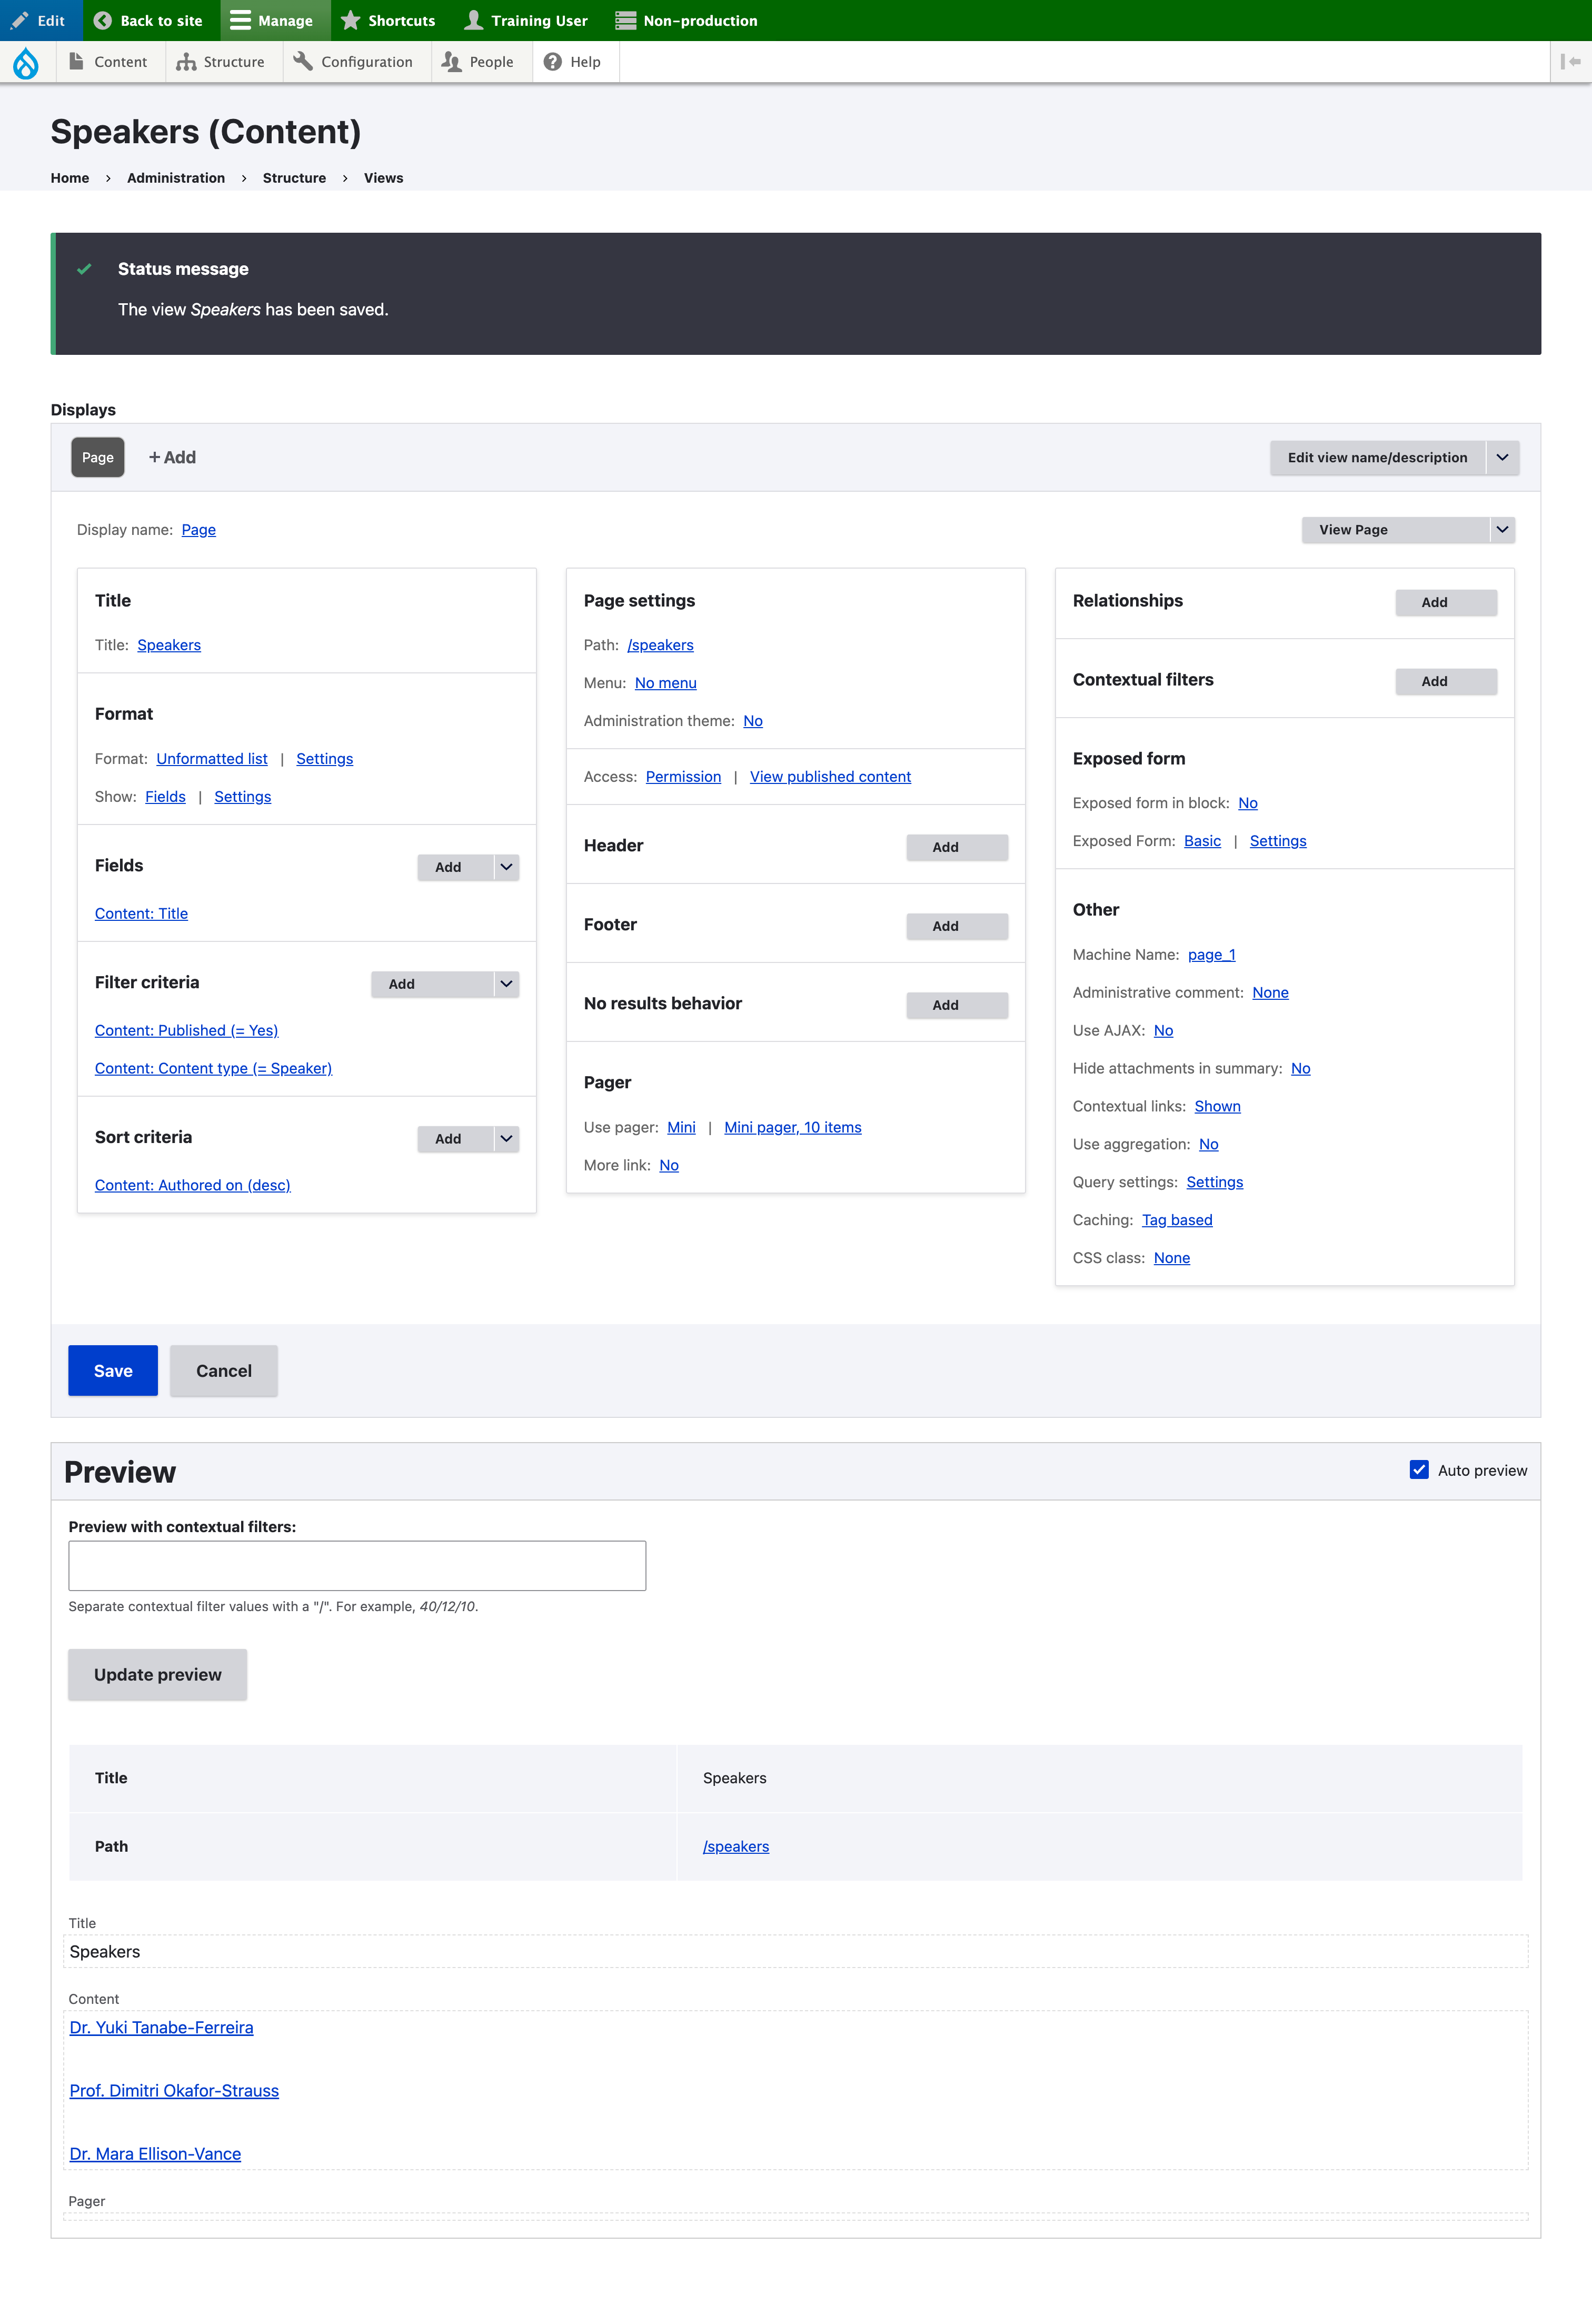 Edit
Back to site
Manage
Shortcuts
Training User
Non-production
Content
Structure
Configuration
People
Help
Speakers (Content)
Home › Administration › Structure › Views
Status message
The view Speakers has been saved.
Displays
Page
+ Add
Edit view name/description
Display name: Page
View Page
Title
Title: Speakers
Format
Format: Unformatted list | Settings
Show: Fields | Settings
Fields
Add
Content: Title
Filter criteria
Add
Content: Published (= Yes)
Content: Content type (= Speaker)
Sort criteria
Add
Content: Authored on (desc)
Page settings
Path: /speakers
Menu: No menu
Administration theme: No
Access: Permission | View published content
Header
Add
Footer
Add
No results behavior
Add
Pager
Use pager: Mini | Mini pager, 10 items
More link: No
Relationships
Add
Contextual filters
Add
Exposed form
Exposed form in block: No
Exposed Form: Basic | Settings
Other
Machine Name: page_1
Administrative comment: None
Use AJAX: No
Hide attachments in summary: No
Contextual links: Shown
Use aggregation: No
Query settings: Settings
Caching: Tag based
CSS class: None
Save
Cancel
Preview
Auto preview
Preview with contextual filters:
Separate contextual filter values with a "/". For example, 40/12/10.
Update preview
Title
Speakers
Path
/speakers
Title
Speakers
Content
Dr. Yuki Tanabe-Ferreira
Prof. Dimitri Okafor-Strauss
Dr. Mara Ellison-Vance
Pager